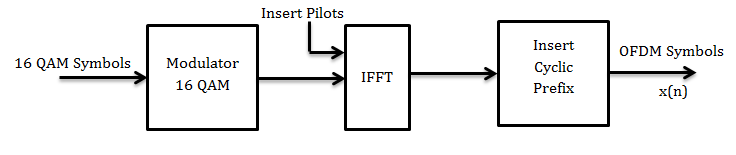 Insert Pilots
16 QAM Symbols
Modulator
16 QAM
IFFT
Insert
Cyclic
Prefix
OFDM Symbols
x(n)